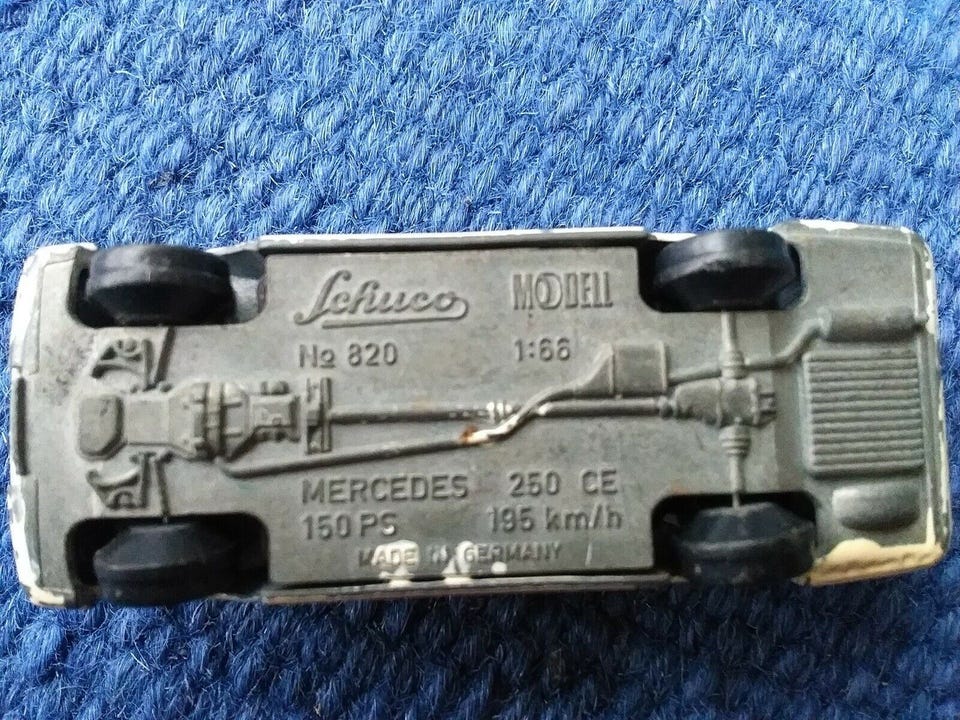 Schuco MODELL
No 820 1:66
MERCEDES 250 CE
150 PS 195 km/h
MADE IN GERMANY